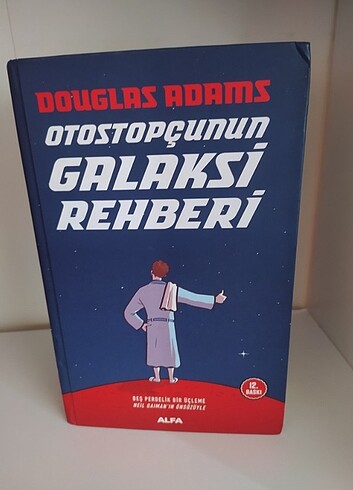 DOUGLAS ADAMS
OTOSTOPÇUNUN
GALAKSİ
REHBERİ
12.
BASKI
BEŞ PERDELİK BİR ÜÇLEME
NEIL GAIMAN'IN ÖNSÖZÜYLE
ALFA